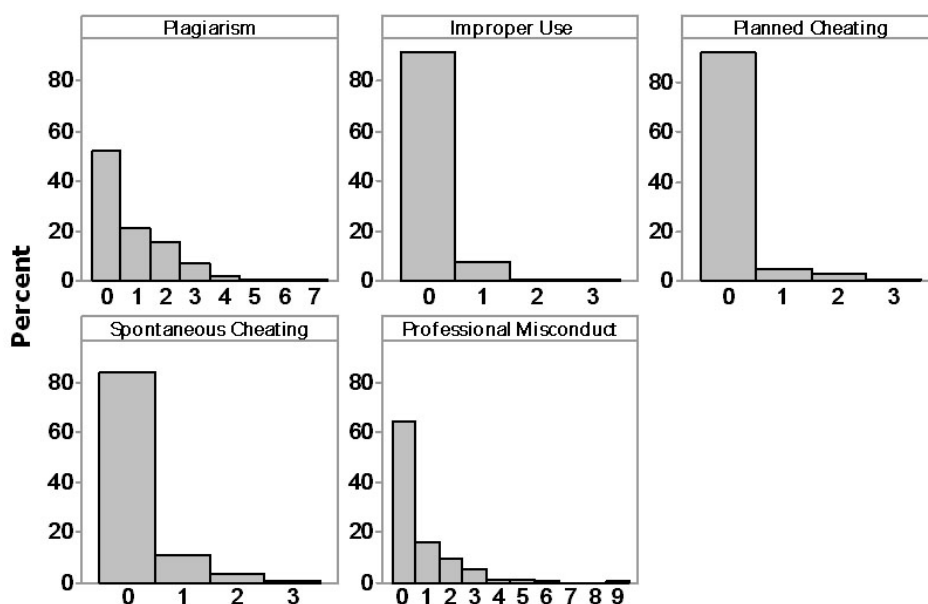 Plagiarism
Improper Use
Planned Cheating
80
60
40
20
0
0 1 2 3 4 5 6 7
80
60
40
20
0
0 1 2 3
80
60
40
20
0
0 1 2 3
Percent
Spontaneous Cheating
Professional Misconduct
80
60
40
20
0
0 1 2 3
80
60
40
20
0
0 1 2 3 4 5 6 7 8 9